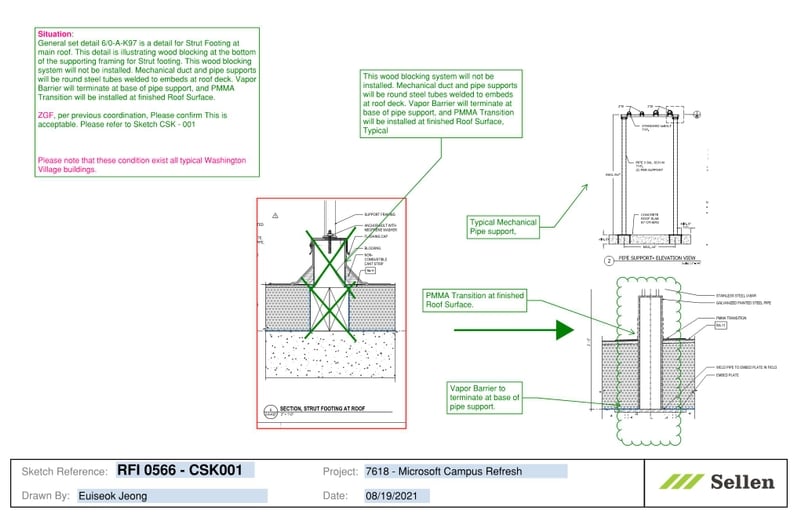 Situation:
General set detail 6/0-A-K97 is a detail for Strut Footing at
main roof. This detail is illustrating wood blocking at the bottom
of the supporting framing for Strut footing. This wood blocking
system will not be installed. Mechanical duct and pipe supports
will be round steel tubes welded to embeds at roof deck. Vapor
Barrier will terminate at base of pipe support, and PMMA
Transition will be installed at finished Roof Surface.
ZGF, per previous coordination, Please confirm This is
acceptable. Please refer to Sketch CSK - 001
Please note that these condition exist all typical Washington
Village buildings.
This wood blocking system will not be
installed. Mechanical duct and pipe supports
will be round steel tubes welded to embeds
at roof deck. Vapor Barrier will terminate at
base of pipe support, and PMMA Transition
will be installed at finished Roof Surface,
Typical
SUPPORT FRAMING
NEOPRENE WASHER
BLOCKING
NON-
COMBUSTIBLE
CANT STRIP
SECTION, STRUT FOOTING AT ROOF
Typical Mechanical
Pipe support,
CONCRETE
ROOF SLAB
2
PIPE SUPPORT- ELEVATION VIEW
PMMA Transition at finished
Roof Surface.
GALVANIZED PAINTED STEEL PIPE
PMMA TRANSITION
WELD PIPE TO EMBED PLATE IN FIELD
EMBED PLATE
Vapor Barrier to
terminate at base of
pipe support.
Sketch Reference: RFI 0566 - CSK001
Project: 7618 - Microsoft Campus Refresh
Drawn By: Euiseok Jeong
Date: 08/19/2021
Sellen